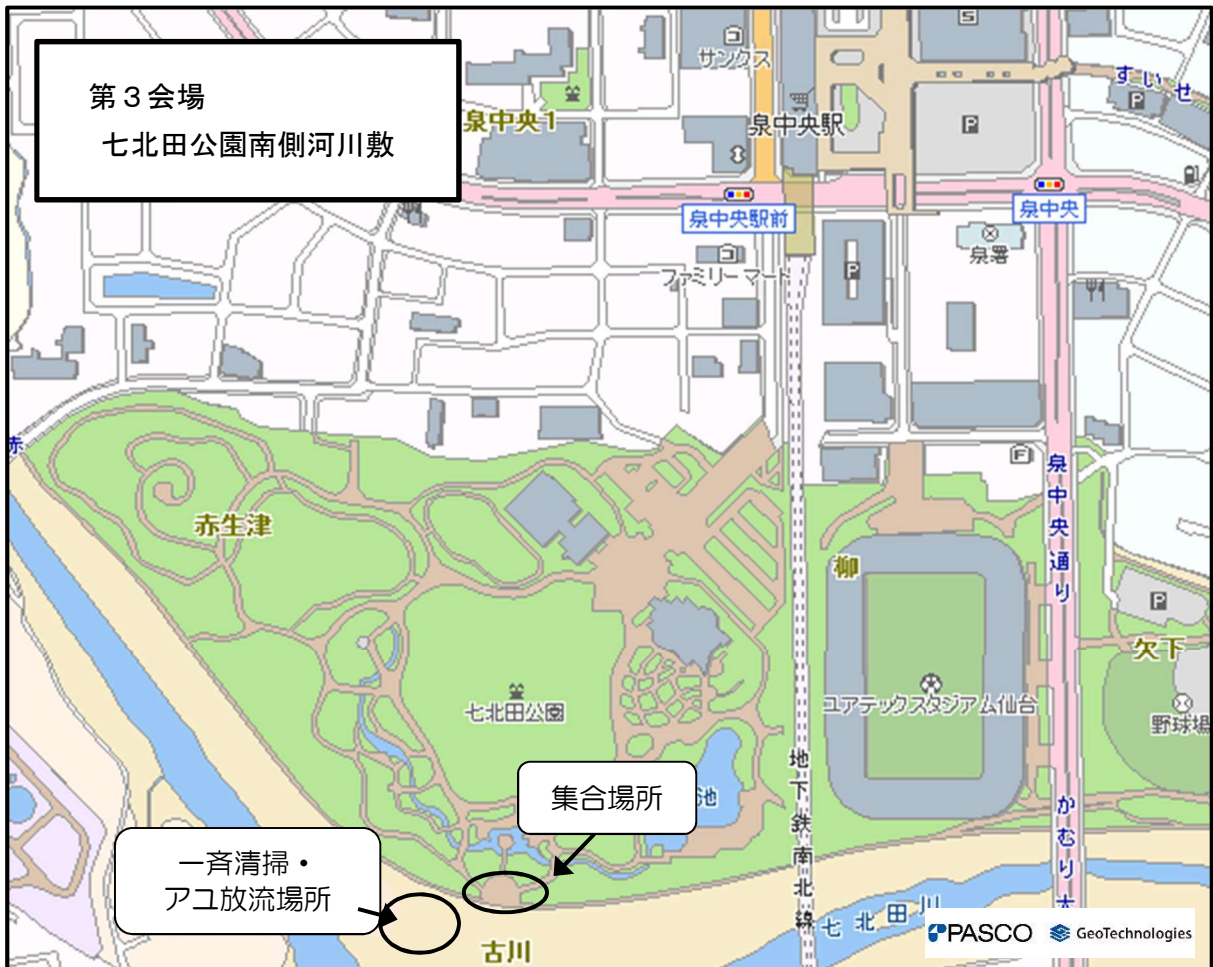 第３会場
七北田公園南側河川敷
サンクス
すいせ
泉中央1
泉中央駅
P
P
S
泉中央駅前
泉中央
ファミリーマート
P
泉署
赤
F
泉中央通り
赤生津
柳
P
欠下
七北田公園
ユアテックスタジアム仙台
野球場
地下鉄南北線
集合場所
池
かむり大
一斉清掃・
アユ放流場所
七北田川
古川
PASCO
GeoTechnologies